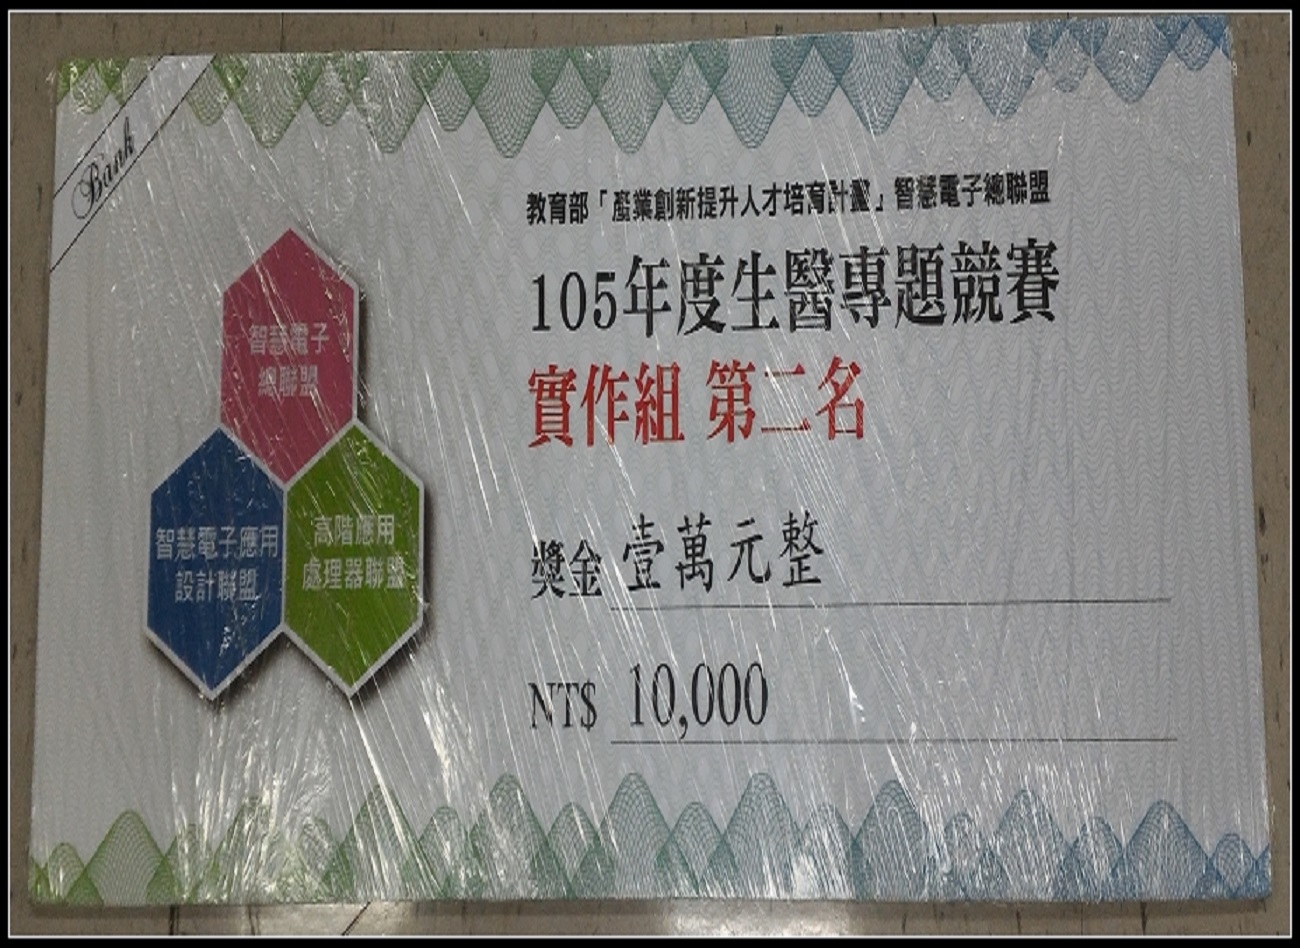 Bank
教育部「產業創新提升人才培育計畫」智慧電子總聯盟
105年度生醫專題競賽
實作組 第二名
智慧電子
總聯盟
智慧電子應用
設計聯盟
高階應用
處理器聯盟
獎金 壹萬元整
NT$ 10,000